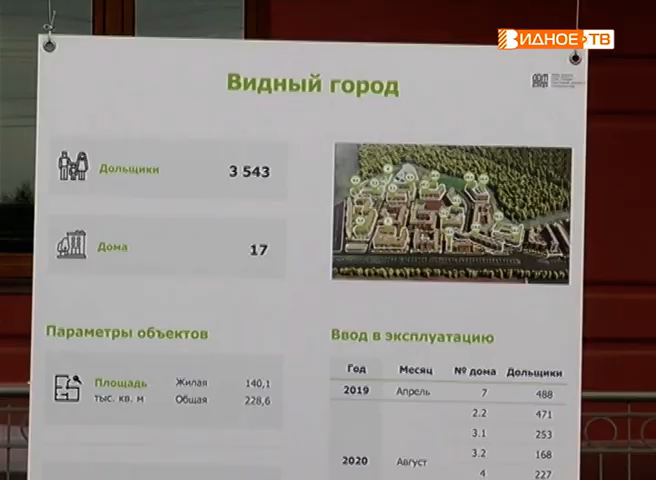 ВИДНОЕ ТВ
Видный город
Дольщики 3 543
Дома 17
Параметры объектов
Площадь Жилая 140,1
тыс. кв. м Общая 228,6
Ввод в эксплуатацию
Год Месяц № дома Дольщики
2019 Апрель 7 488
2.2 471
3.1 253
3.2 168
2020 Август
4 227